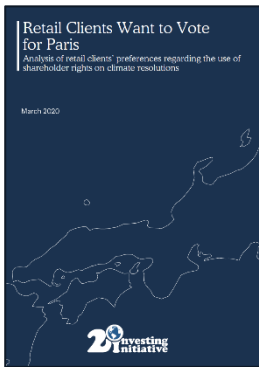 Retail Clients Want to Vote
for Paris
Analysis of retail clients' preferences regarding the use of
shareholder rights on climate resolutions
March 2020
2° Investing
Initiative